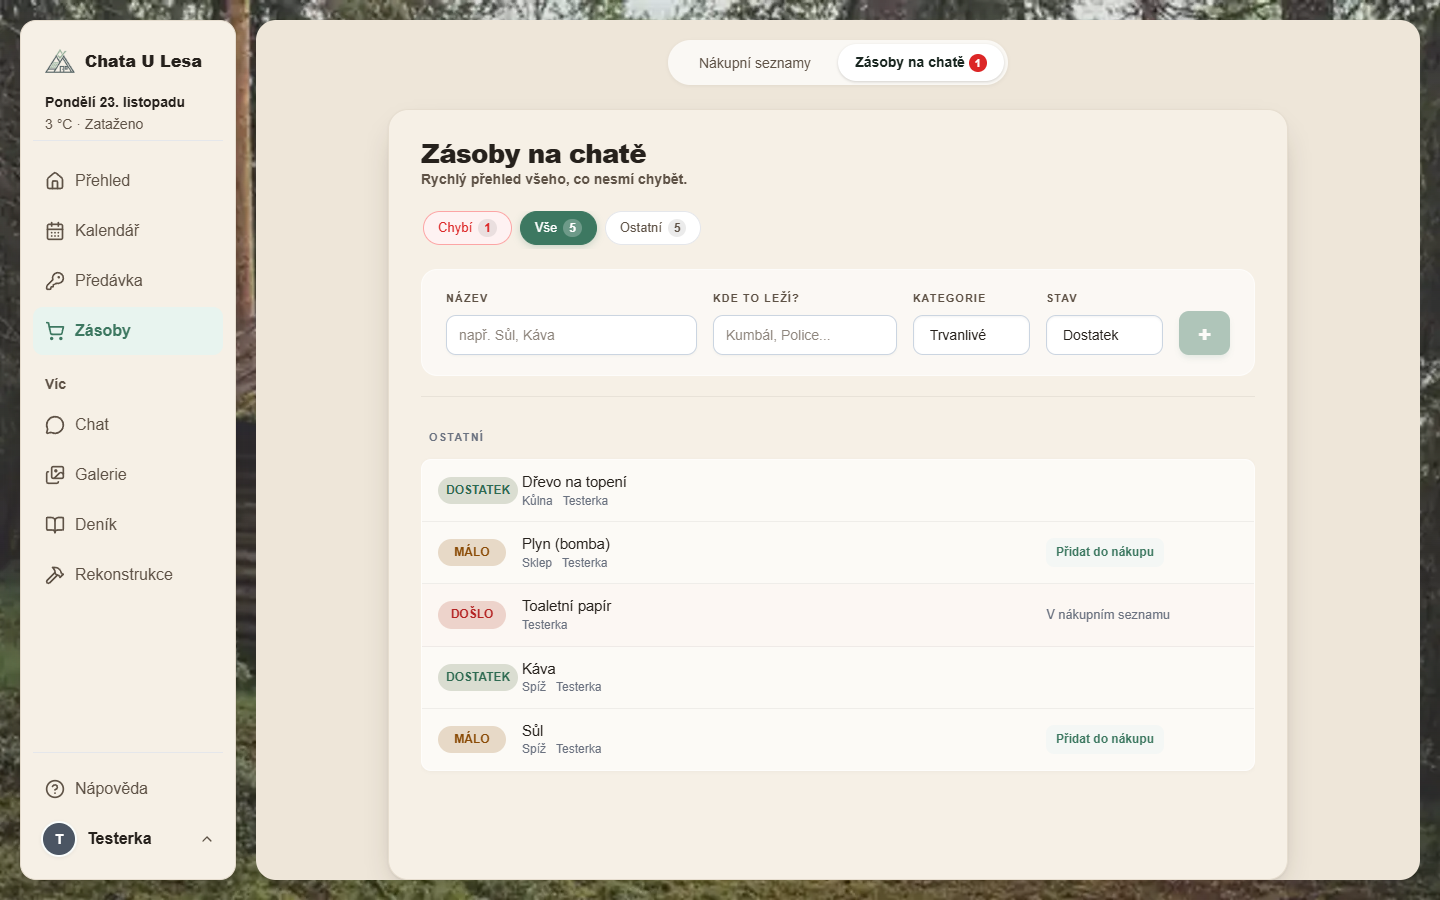 Chata U Lesa
Pondělí 23. listopadu
3 °C · Zataženo
Přehled
Kalendář
Předávka
Zásoby
Víc
Chat
Galerie
Deník
Rekonstrukce
Nápověda
T Testerka
Nákupní seznamy Zásoby na chatě 1
Zásoby na chatě
Rychlý přehled všeho, co nesmí chybět.
Chybí 1 Vše 5 Ostatní 5
NÁZEV KDE TO LEŽÍ? KATEGORIE STAV
např. Sůl, Káva Kumbál, Police... Trvanlivé Dostatek +
OSTATNÍ
DOSTATEK Dřevo na topení
Kůlna Testerka
MÁLO Plyn (bomba) Přidat do nákupu
Sklep Testerka
DOŠLO Toaletní papír V nákupním seznamu
Testerka
DOSTATEK Káva
Spíž Testerka
MÁLO Sůl Přidat do nákupu
Spíž Testerka